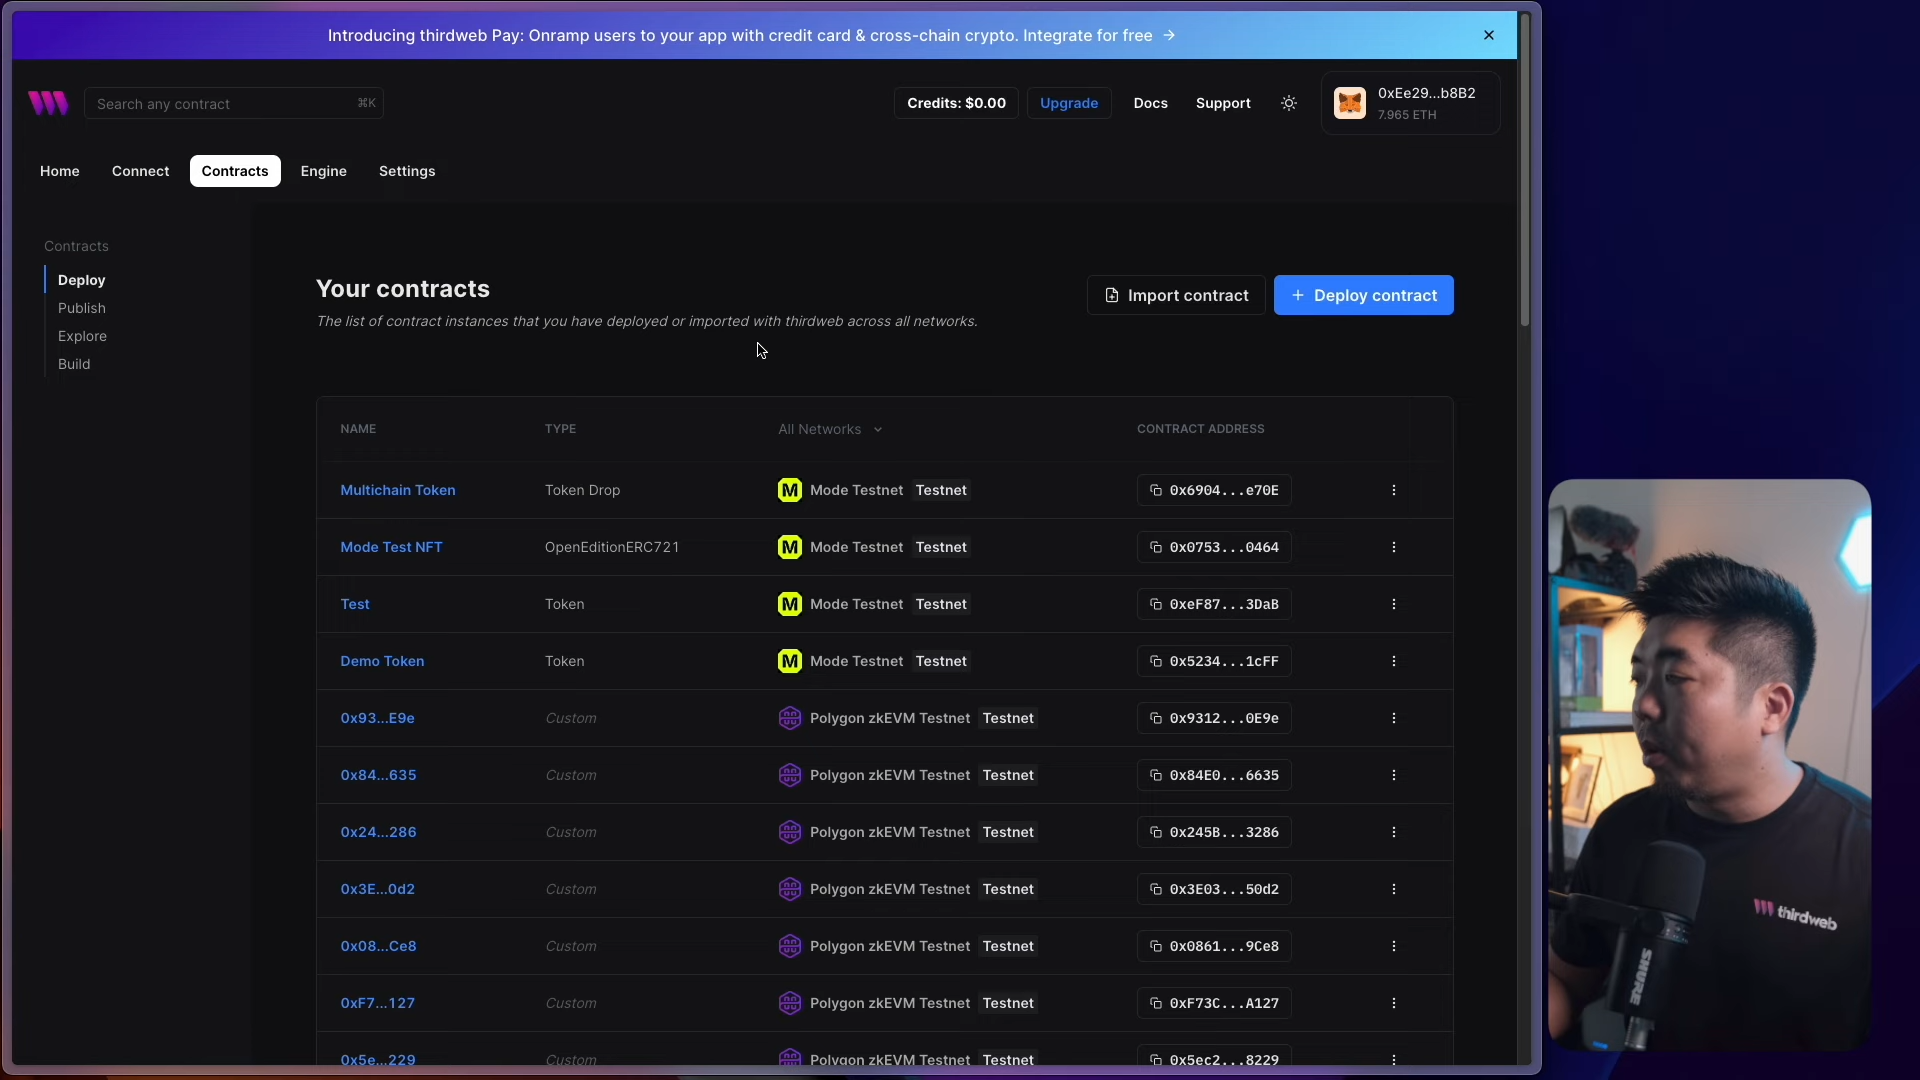 Introducing thirdweb Pay: Onramp users to your app with credit card & cross-chain crypto. Integrate for free →
Search any contract ⌘K
Credits: $0.00 Upgrade Docs Support
0xEe29...b8B2
7.965 ETH
Home Connect Contracts Engine Settings
Contracts
Deploy
Publish
Explore
Build
Your contracts
The list of contract instances that you have deployed or imported with thirdweb across all networks.
Import contract
+ Deploy contract
NAME TYPE All Networks CONTRACT ADDRESS
Multichain Token Token Drop M Mode Testnet Testnet 0x6904...e70E
Mode Test NFT OpenEditionERC721 M Mode Testnet Testnet 0x0753...0464
Test Token M Mode Testnet Testnet 0xeF87...3DaB
Demo Token Token M Mode Testnet Testnet 0x5234...1cFF
0x93...E9e Custom Polygon zkEVM Testnet Testnet 0x9312...0E9e
0x84...635 Custom Polygon zkEVM Testnet Testnet 0x84E0...6635
0x24...286 Custom Polygon zkEVM Testnet Testnet 0x245B...3286
0x3E...0d2 Custom Polygon zkEVM Testnet Testnet 0x3E03...50d2
0x08...Ce8 Custom Polygon zkEVM Testnet Testnet 0x0861...9Ce8
0xF7...127 Custom Polygon zkEVM Testnet Testnet 0xF73C...A127
0x5e...229 Custom Polygon zkEVM Testnet Testnet 0x5ec2...8229
thirdweb
SHURE